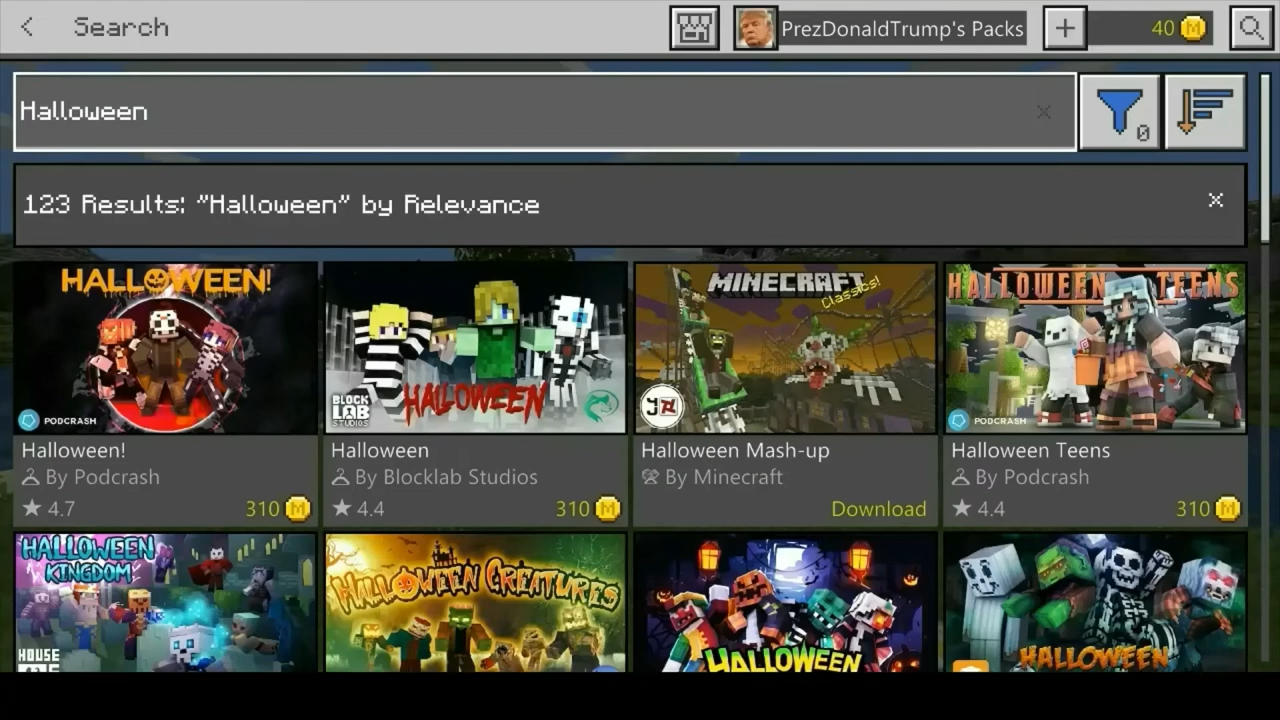 Search
PrezDonaldTrump's Packs
40
Halloween
0
123 Results: "Halloween" by Relevance
HALLOWEEN!
PODCRASH
Halloween!
By Podcrash
4.7
310
BLOCK
LAB
STUDIOS
HALLOWEEN
Halloween
By Blocklab Studios
4.4
310
MINECRAFT
Classics!
Halloween Mash-up
By Minecraft
Download
HALLOWEEN TEENS
PODCRASH
Halloween Teens
By Podcrash
4.4
310
HALLOWEEN
KINGDOM
HOUSE
HALLOWEEN CREATURES
HALLOWEEN
HALLOWEEN